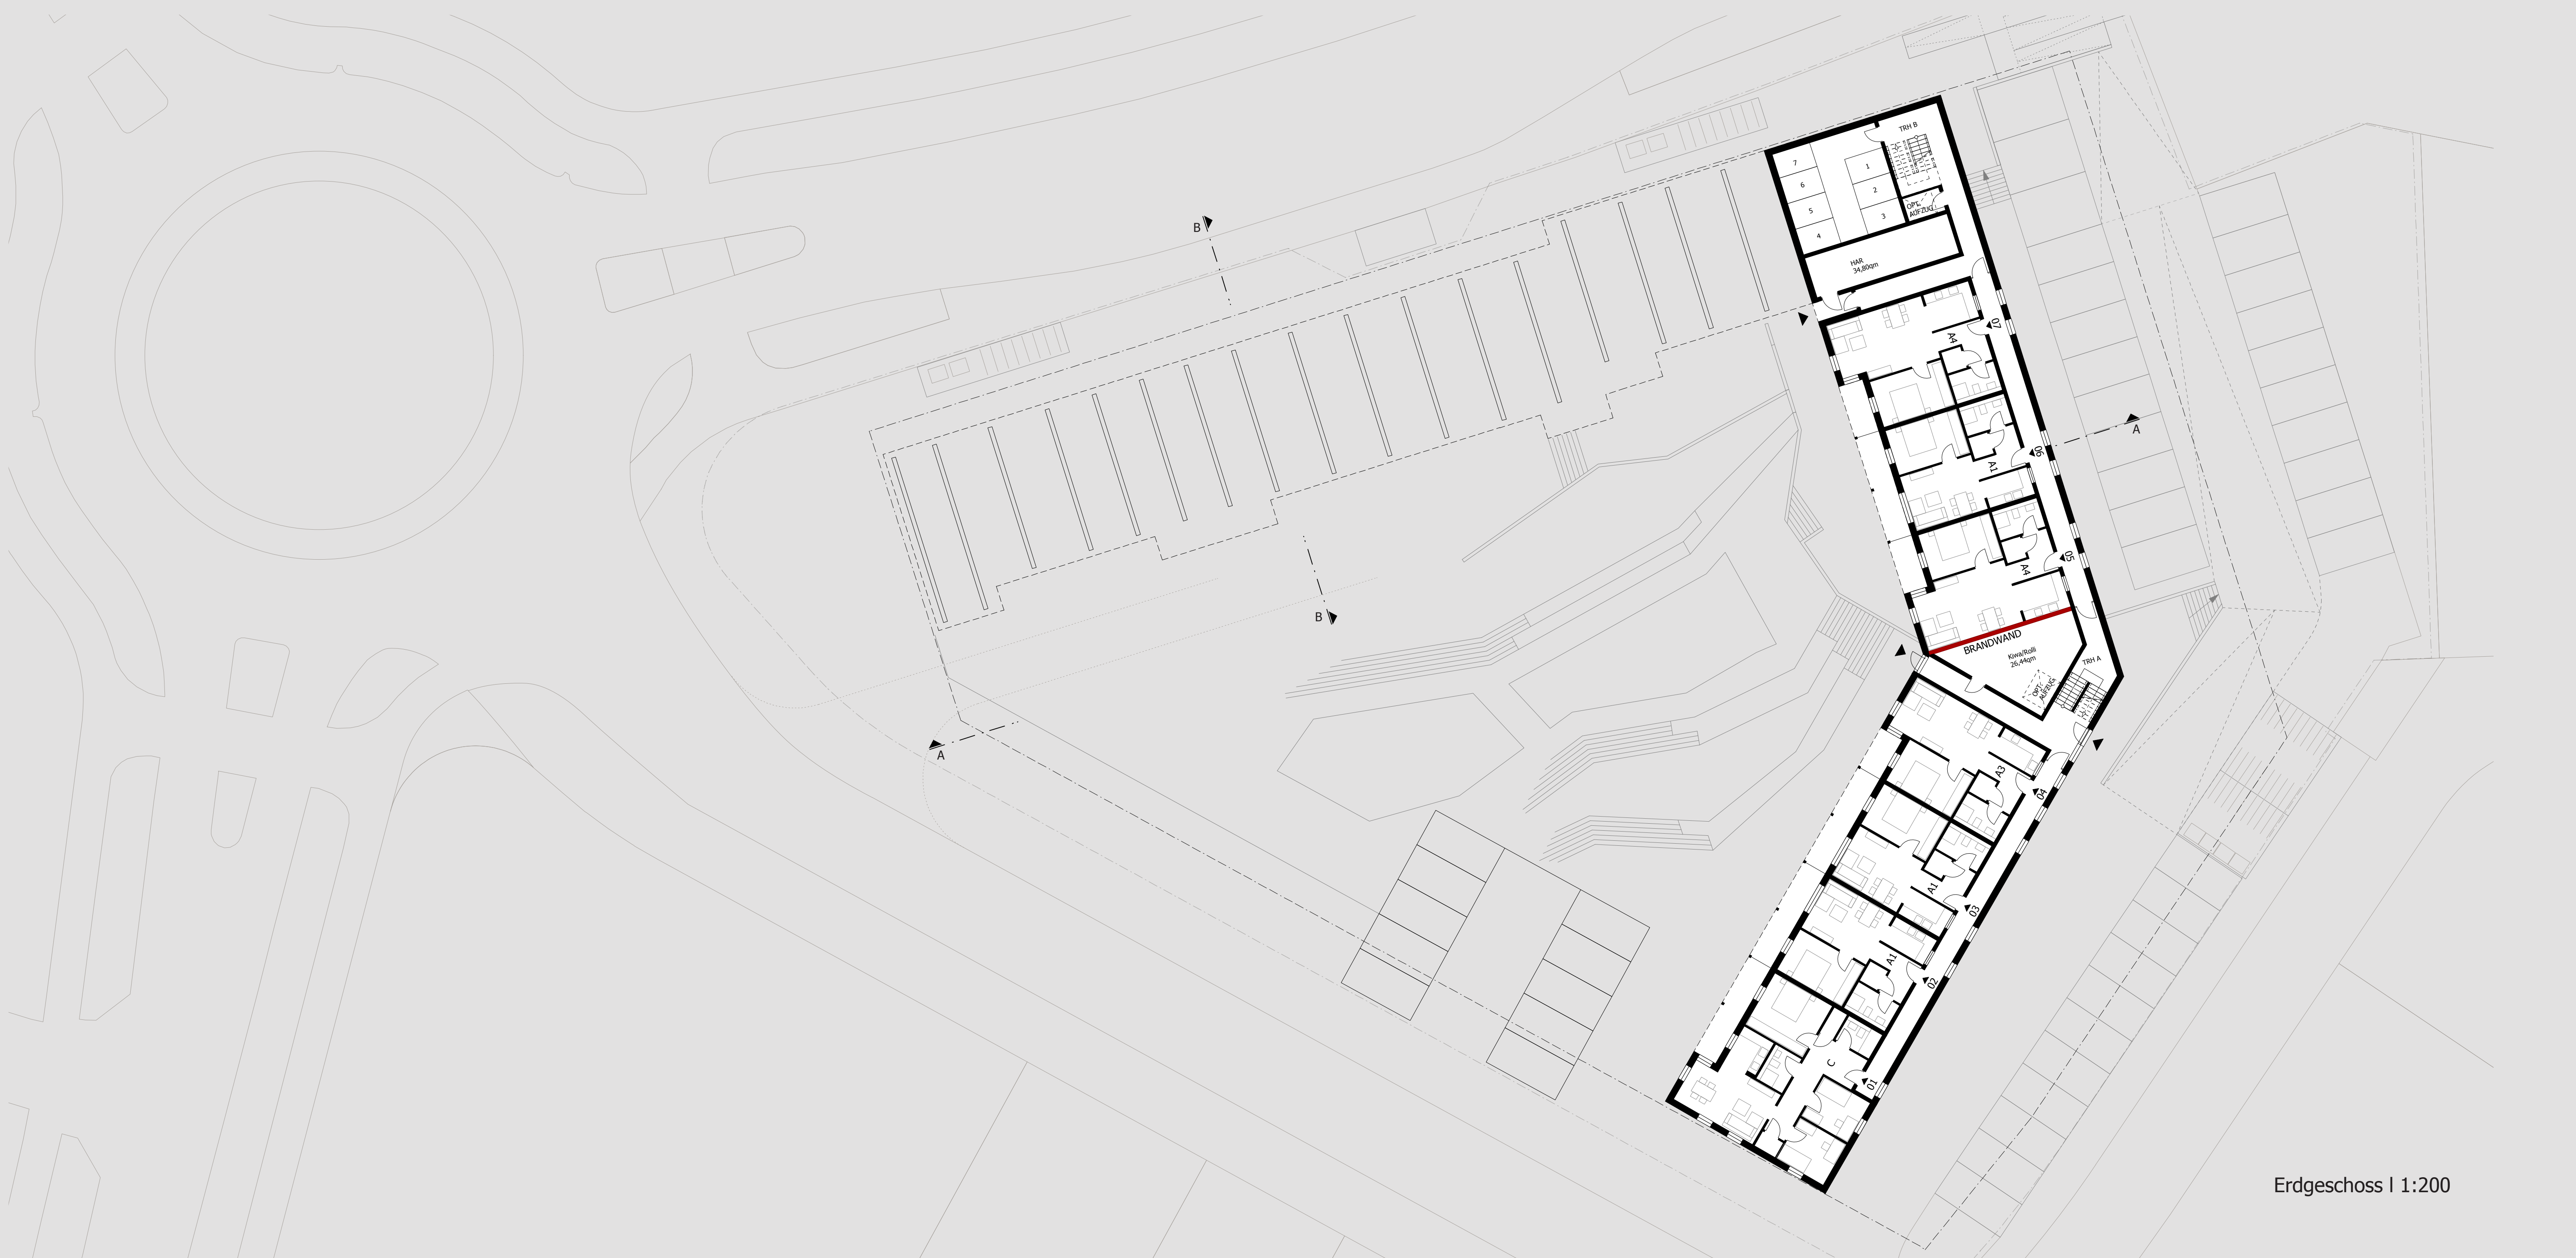 TRH B
7
1
6
2
5
OPT.
AUFZUG
3
B
4
HAR
34,80qm
07
A4
A
06
A1
05
A4
B
BRANDWAND
Kiwa/Rolli
26,44qm
TRH A
OPT.
AUFZUG
A
A3
04
A1
03
A1
02
C
01
Erdgeschoss I 1:200